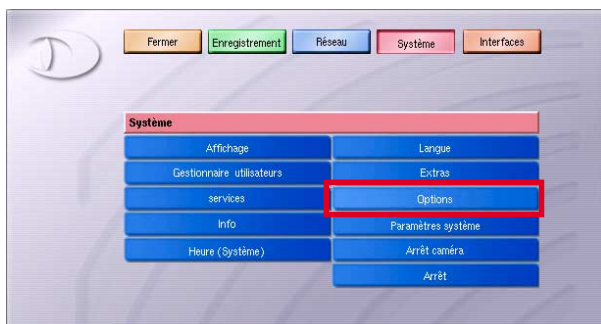 Fermer Enregistrement Réseau Système Interfaces
Système
Affichage Langue
Gestionnaire utilisateurs Extras
services Options
Info Paramètres système
Heure (Système) Arrêt caméra
Arrêt